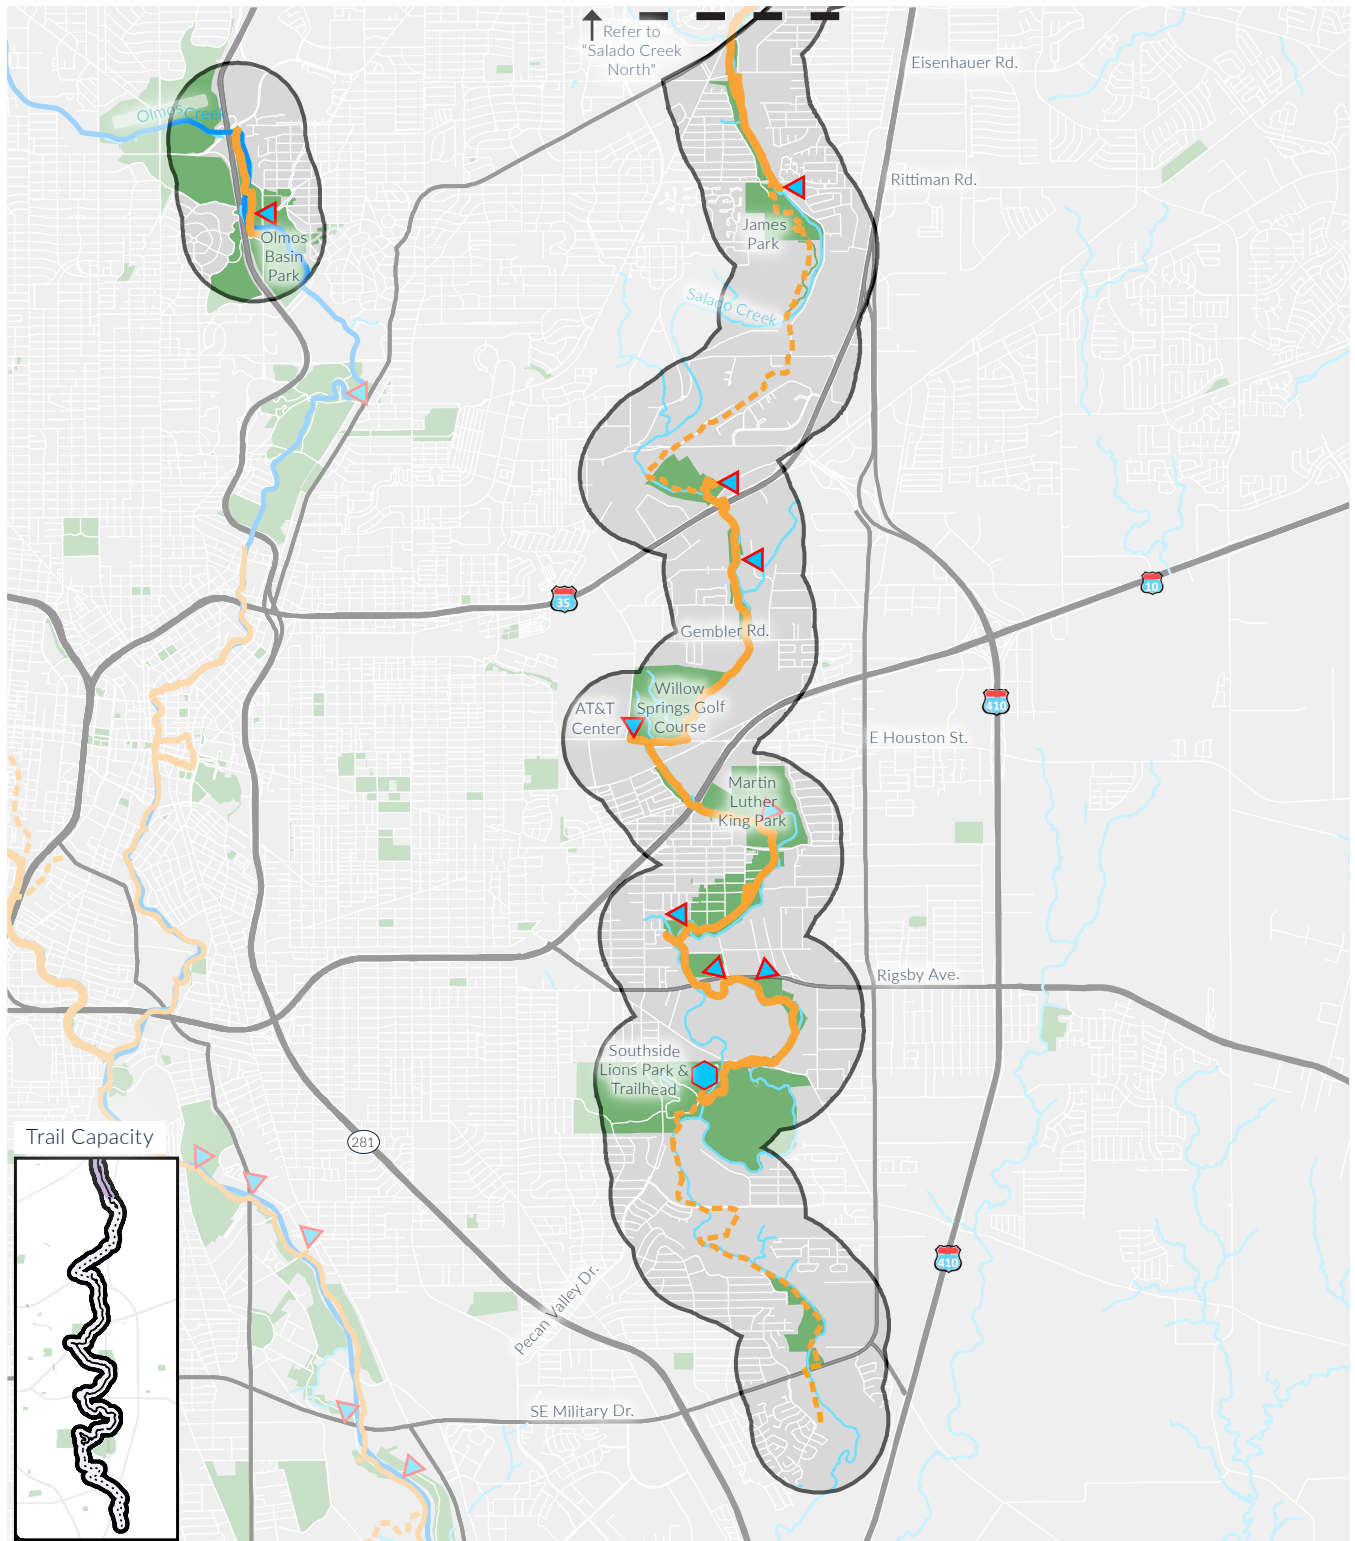 Refer to
“Salado Creek
North”
Eisenhauer Rd.
Olmos Creek
Rittiman Rd.
James
Park
Olmos
Basin
Park
Salado Creek
10
35
Gembler Rd.
Willow
Springs Golf
Course
AT&T
Center
410
E Houston St.
Martin
Luther
King Park
Rigsby Ave.
Southside
Lions Park &
Trailhead
Trail Capacity
281
410
Pecan Valley Dr.
SE Military Dr.